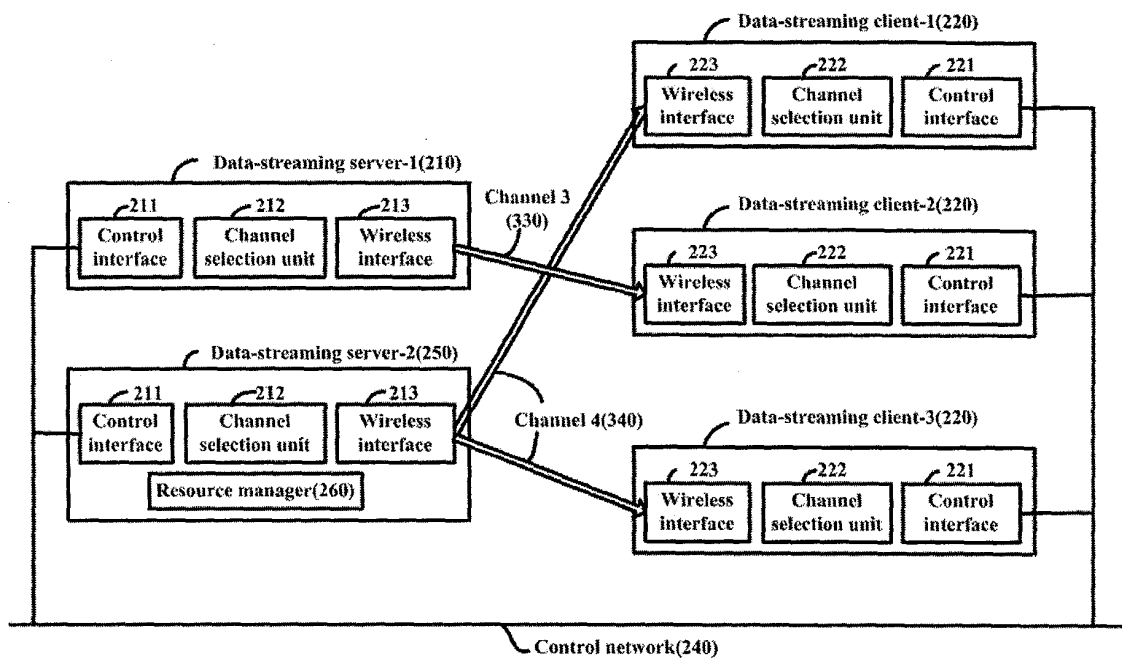 Data-streaming client-1(220)
223
222
221
Wireless
interface
Channel
selection unit
Control
interface
Data-streaming server-1(210)
211
212
213
Control
interface
Channel
selection unit
Wireless
interface
Channel 3
(330)
Data-streaming client-2(220)
223
222
221
Wireless
interface
Channel
selection unit
Control
interface
Data-streaming server-2(250)
211
212
213
Control
interface
Channel
selection unit
Wireless
interface
Resource manager(260)
Channel 4(340)
Data-streaming client-3(220)
223
222
221
Wireless
interface
Channel
selection unit
Control
interface
Control network(240)